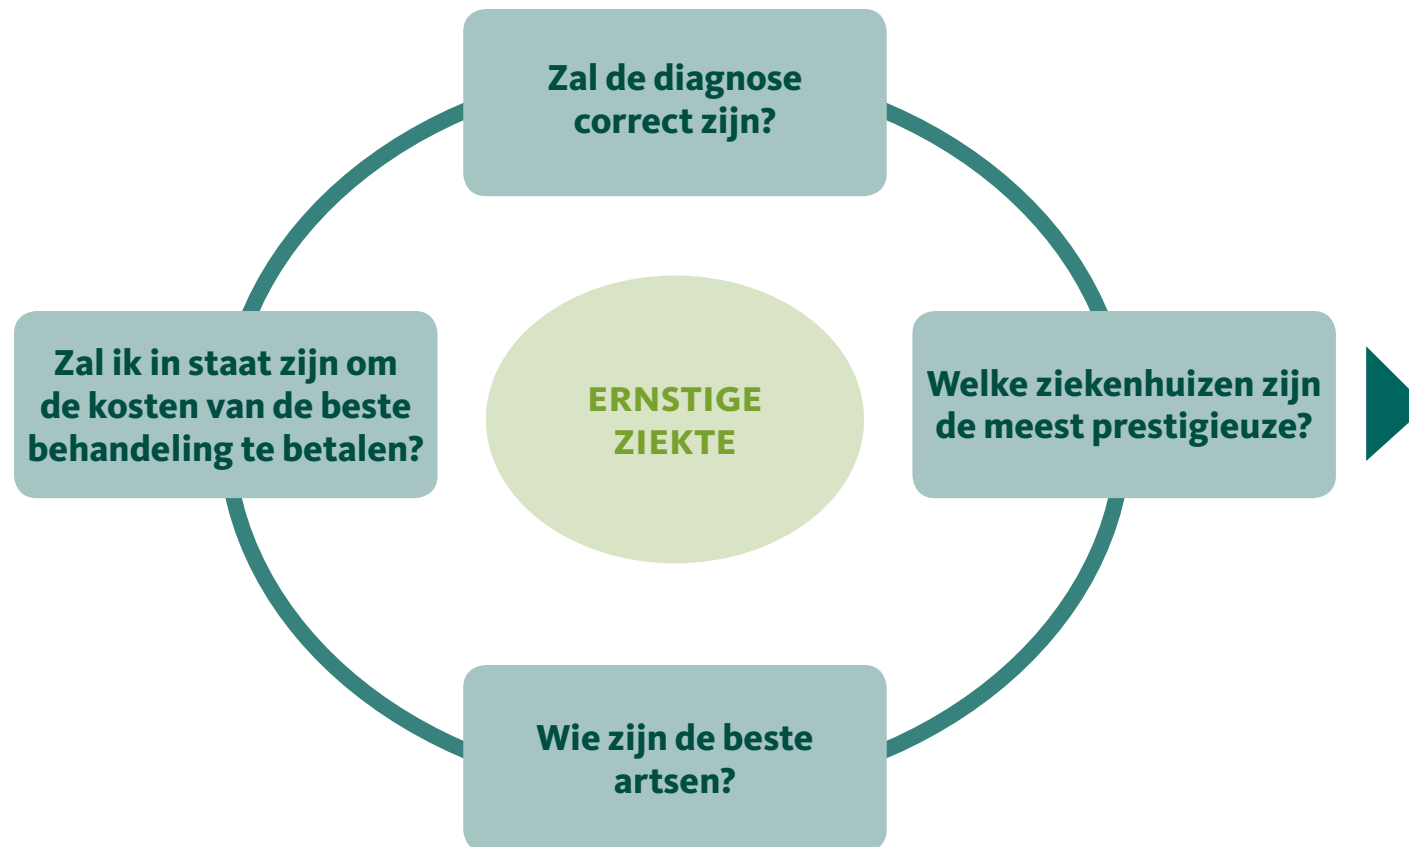 Zal de diagnose
correct zijn?
Zal ik in staat zijn om
de kosten van de beste
behandeling te betalen?
ERNSTIGE
ZIEKTE
Welke ziekenhuizen zijn
de meest prestigieuze?
Wie zijn de beste
artsen?